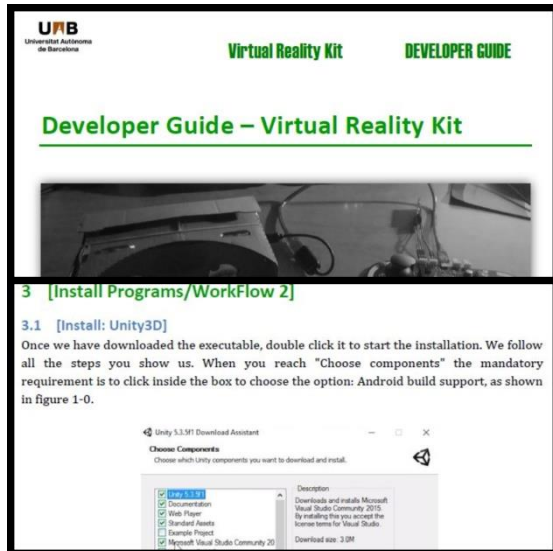 UAB
Universitat Autònoma
de Barcelona
Virtual Reality Kit
DEVELOPER GUIDE
Developer Guide – Virtual Reality Kit
3 [Install Programs/WorkFlow 2]
3.1 [Install: Unity3D]
Once we have downloaded the executable, double click it to start the installation. We follow
all the steps you show us. When you reach "Choose components" the mandatory
requirement is to click inside the box to choose the option: Android build support, as shown
in figure 1-0.
Unity 5.3.5f1 Download Assistant
Choose Components
Choose which Unity components you want to download and install.
Unity 5.3.5f1
Documentation
Web Player
Standard Assets
Example Project
Microsoft Visual Studio Community 20
Description
Downloads and installs Microsoft
Visual Studio Community 2015.
By installing this you accept the
license terms for Visual Studio.
Download size: 3.0M